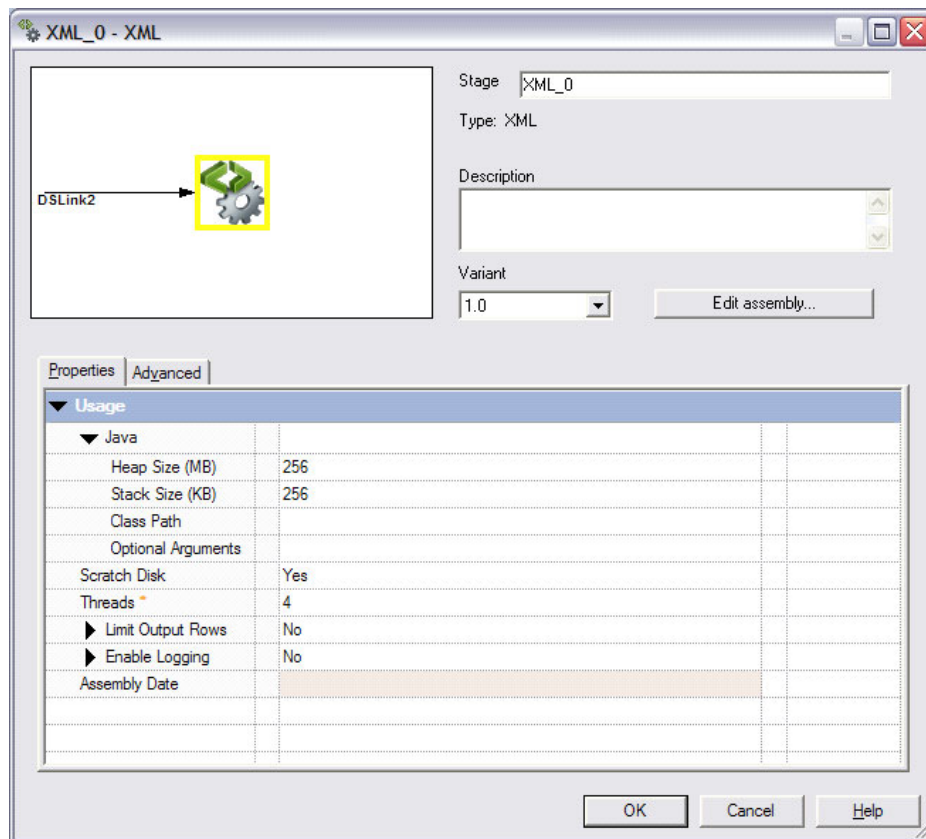 XML_0 - XML
Stage XML_0
Type: XML
DSLink2
Description
Variant
1.0 Edit assembly...
Properties Advanced
Usage
Java
Heap Size (MB) 256
Stack Size (KB) 256
Class Path
Optional Arguments
Scratch Disk Yes
Threads * 4
Limit Output Rows No
Enable Logging No
Assembly Date
OK Cancel Help